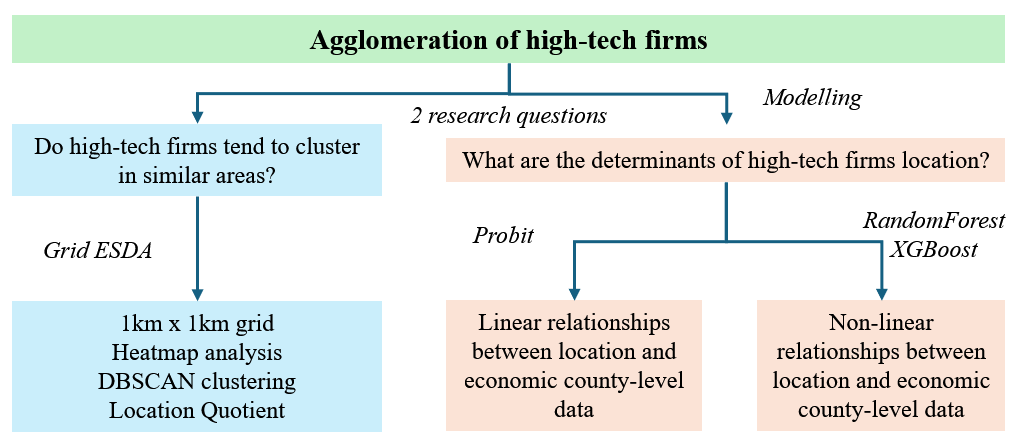 Agglomeration of high-tech firms
Modelling
2 research questions
Do high-tech firms tend to cluster
in similar areas?
What are the determinants of high-tech firms location?
Grid ESDA
Probit
RandomForest
XGBoost
1km x 1km grid
Heatmap analysis
DBSCAN clustering
Location Quotient
Linear relationships
between location and
economic county-level
data
Non-linear
relationships between
location and economic
county-level data